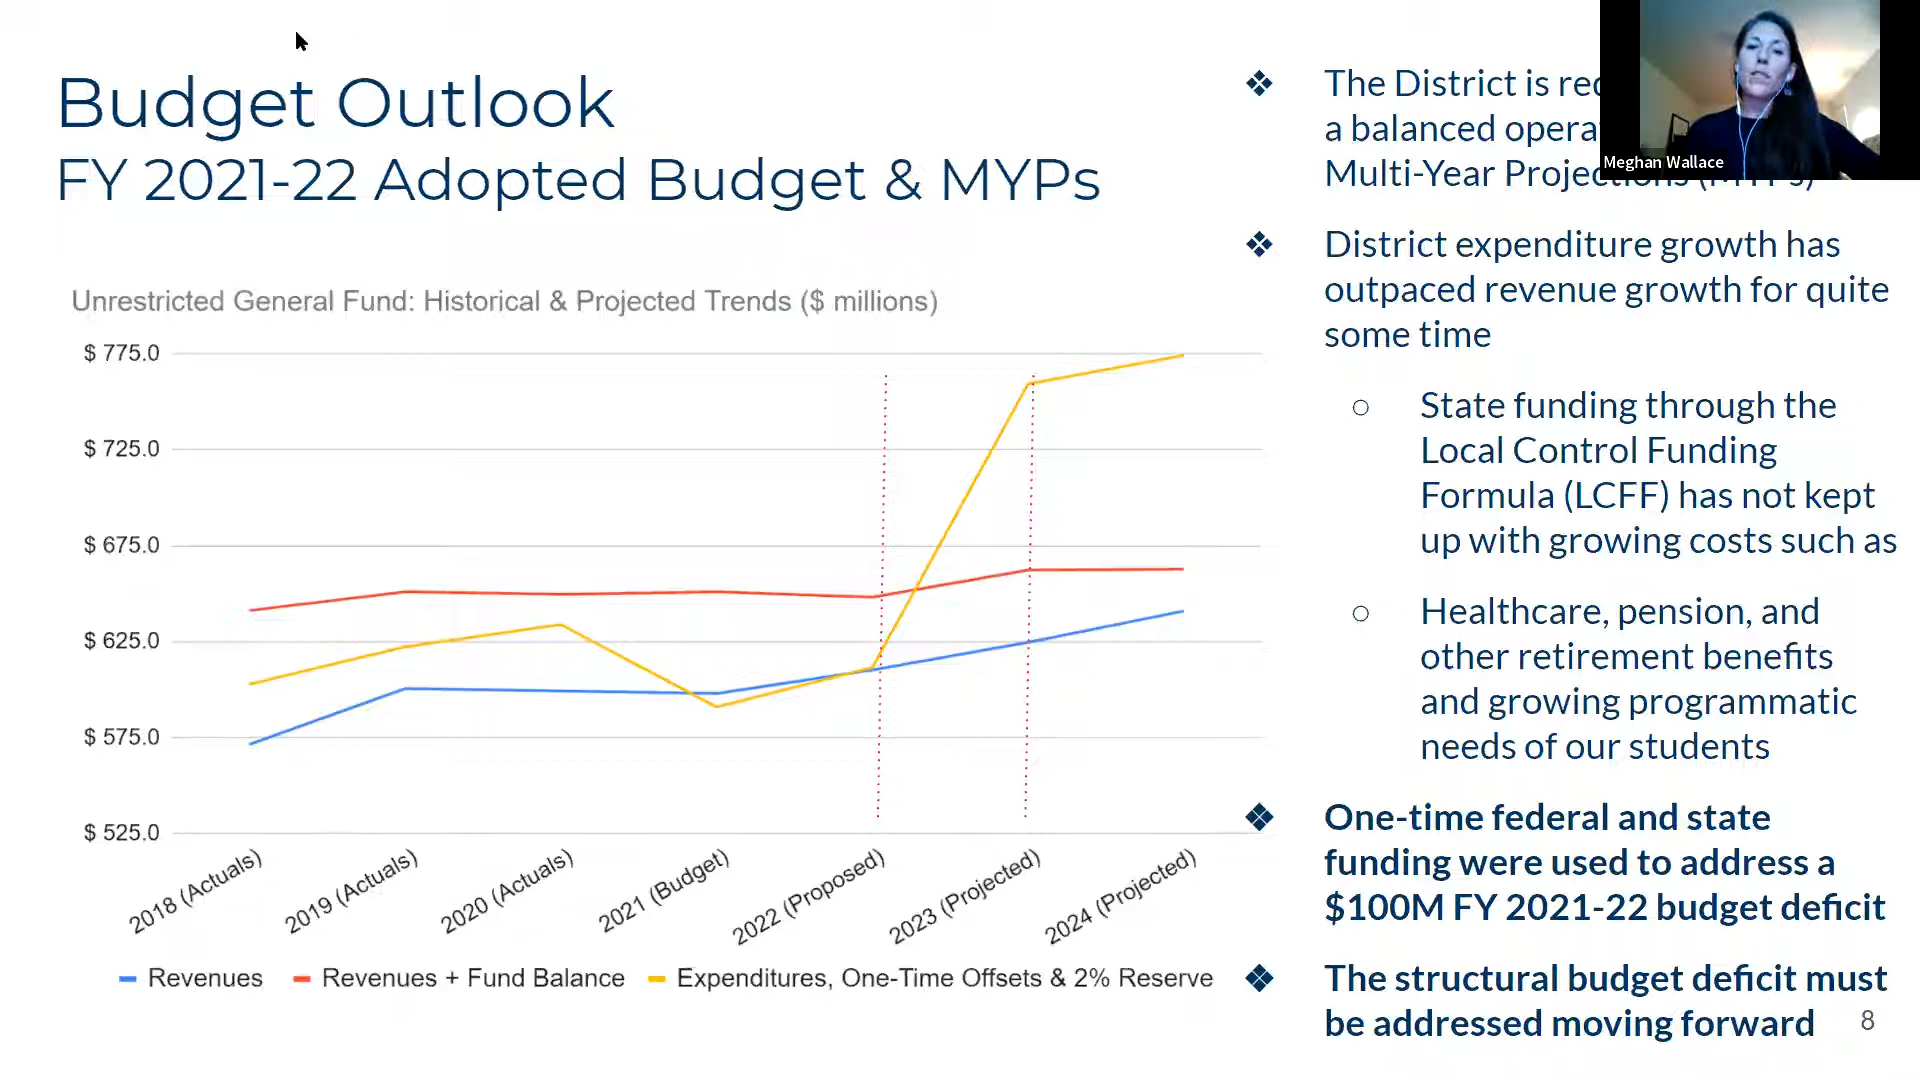 Budget Outlook
FY 2021-22 Adopted Budget & MYPs
Unrestricted General Fund: Historical & Projected Trends ($ millions)
$ 775.0
$ 725.0
$ 675.0
$ 625.0
$ 575.0
$ 525.0
2018 (Actuals)
2019 (Actuals)
2020 (Actuals)
2021 (Budget)
2022 (Proposed)
2023 (Projected)
2024 (Projected)
Revenues
Revenues + Fund Balance
Expenditures, One-Time Offsets & 2% Reserve
❖ The District is
a balanced
Multi-Year Projections (MYPs)
❖ District expenditure growth has
outpaced revenue growth for quite
some time
○ State funding through the
Local Control Funding
Formula (LCFF) has not kept
up with growing costs such as
○ Healthcare, pension, and
other retirement benefits
and growing programmatic
needs of our students
❖ One-time federal and state
funding were used to address a
$100M FY 2021-22 budget deficit
❖ The structural budget deficit must
be addressed moving forward
8
Meghan Wallace